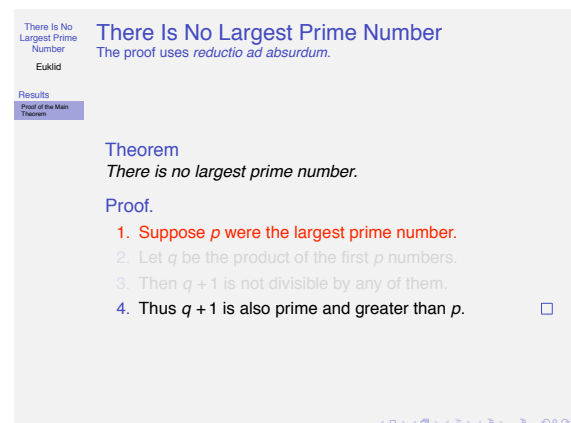 There Is No
Largest Prime
Number
Euklid
Results
Proof of the Main
Theorem
There Is No Largest Prime Number
The proof uses reductio ad absurdum.
Theorem
There is no largest prime number.
Proof.
1. Suppose p were the largest prime number.
2. Let q be the product of the first p numbers.
3. Then q + 1 is not divisible by any of them.
4. Thus q + 1 is also prime and greater than p.